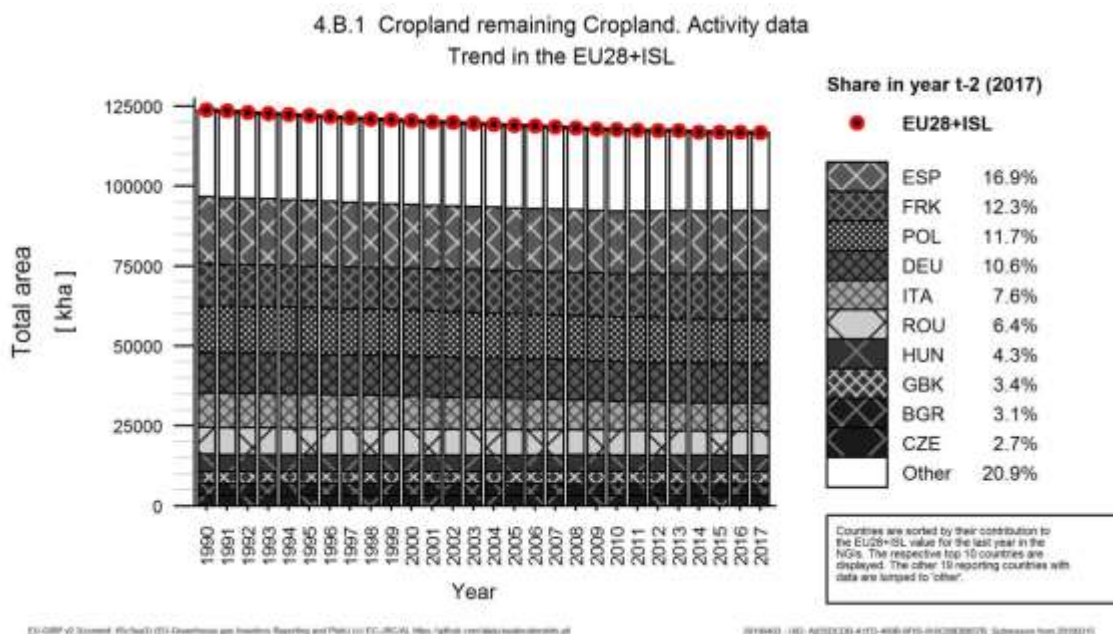 4.B.1 Cropland remaining Cropland. Activity data
Trend in the EU28+ISL
Share in year t-2 (2017)
EU28+ISL
ESP 16.9%
FRK 12.3%
POL 11.7%
DEU 10.6%
ITA 7.6%
ROU 6.4%
HUN 4.3%
GBK 3.4%
BGR 3.1%
CZE 2.7%
Other 20.9%
Total area
[ kha ]
125000
100000
75000
50000
25000
0
1990 1991 1992 1993 1994 1995 1996 1997 1998 1999 2000 2001 2002 2003 2004 2005 2006 2007 2008 2009 2010 2011 2012 2013 2014 2015 2016 2017
Year
Countries are sorted by their contribution to
the EU28+ISL value for the last year in the
NGIs. The respective top 10 countries are
displayed. The other 19 reporting countries with
data are lumped to 'other'.